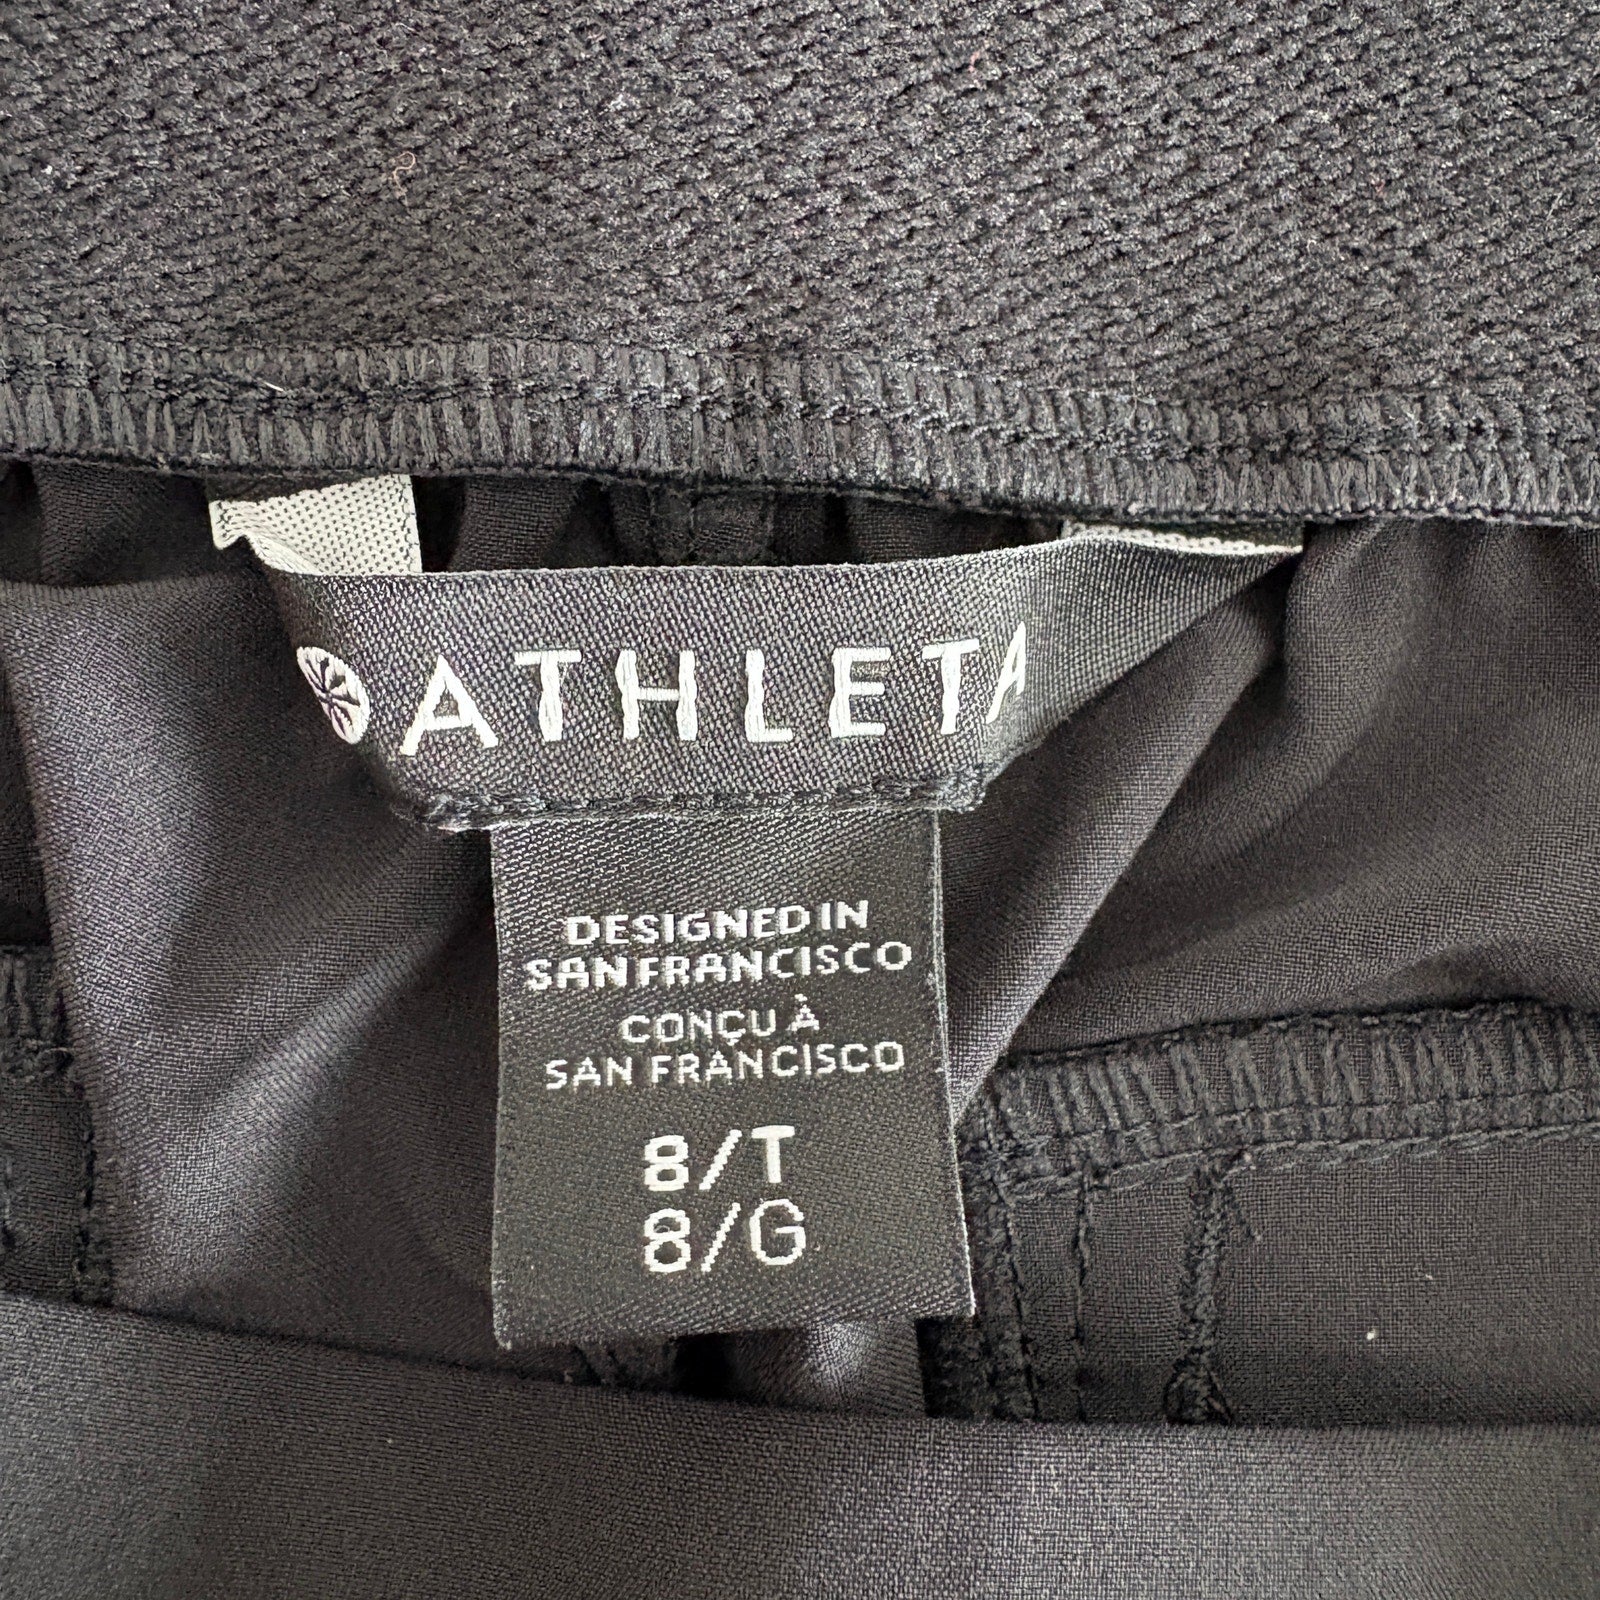 ATHLETA
DESIGNED IN
SAN FRANCISCO
CONÇU À
SAN FRANCISCO
8/T
8/G